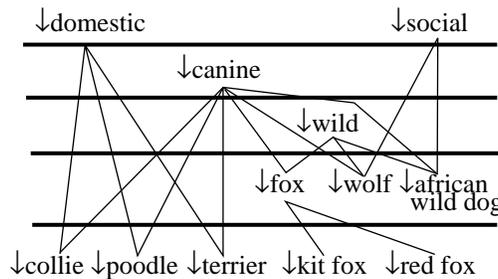 ↓domestic ↓social
↓canine
↓wild
↓fox ↓wolf ↓african
wild dog
↓collie ↓poodle ↓terrier ↓kit fox ↓red fox